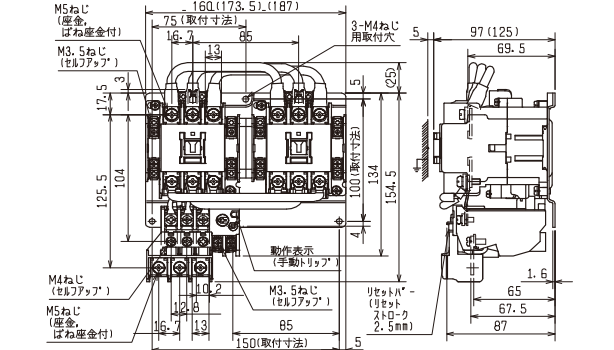 M5ねじ
(座金,
ばね座金付)
M3.5ねじ
(セルフアップ)
160(173.5)(187)
75(取付寸法)
16.7
85
13
3-M4ねじ
用取付穴
5
97(125)
69.5
3
17.5
5
(25)
125.5
104
100(取付寸法)
134
154.5
4
動作表示
(手動トリップ)
M4ねじ
(セルフアップ)
M5ねじ
(座金,
ばね座金付)
10.2
12.8
16.7
13
M3.5ねじ
(セルフアップ)
85
150(取付寸法)
5
リセットバー
(リセット
ストローク
2.5mm)
1.6
65
67.5
87